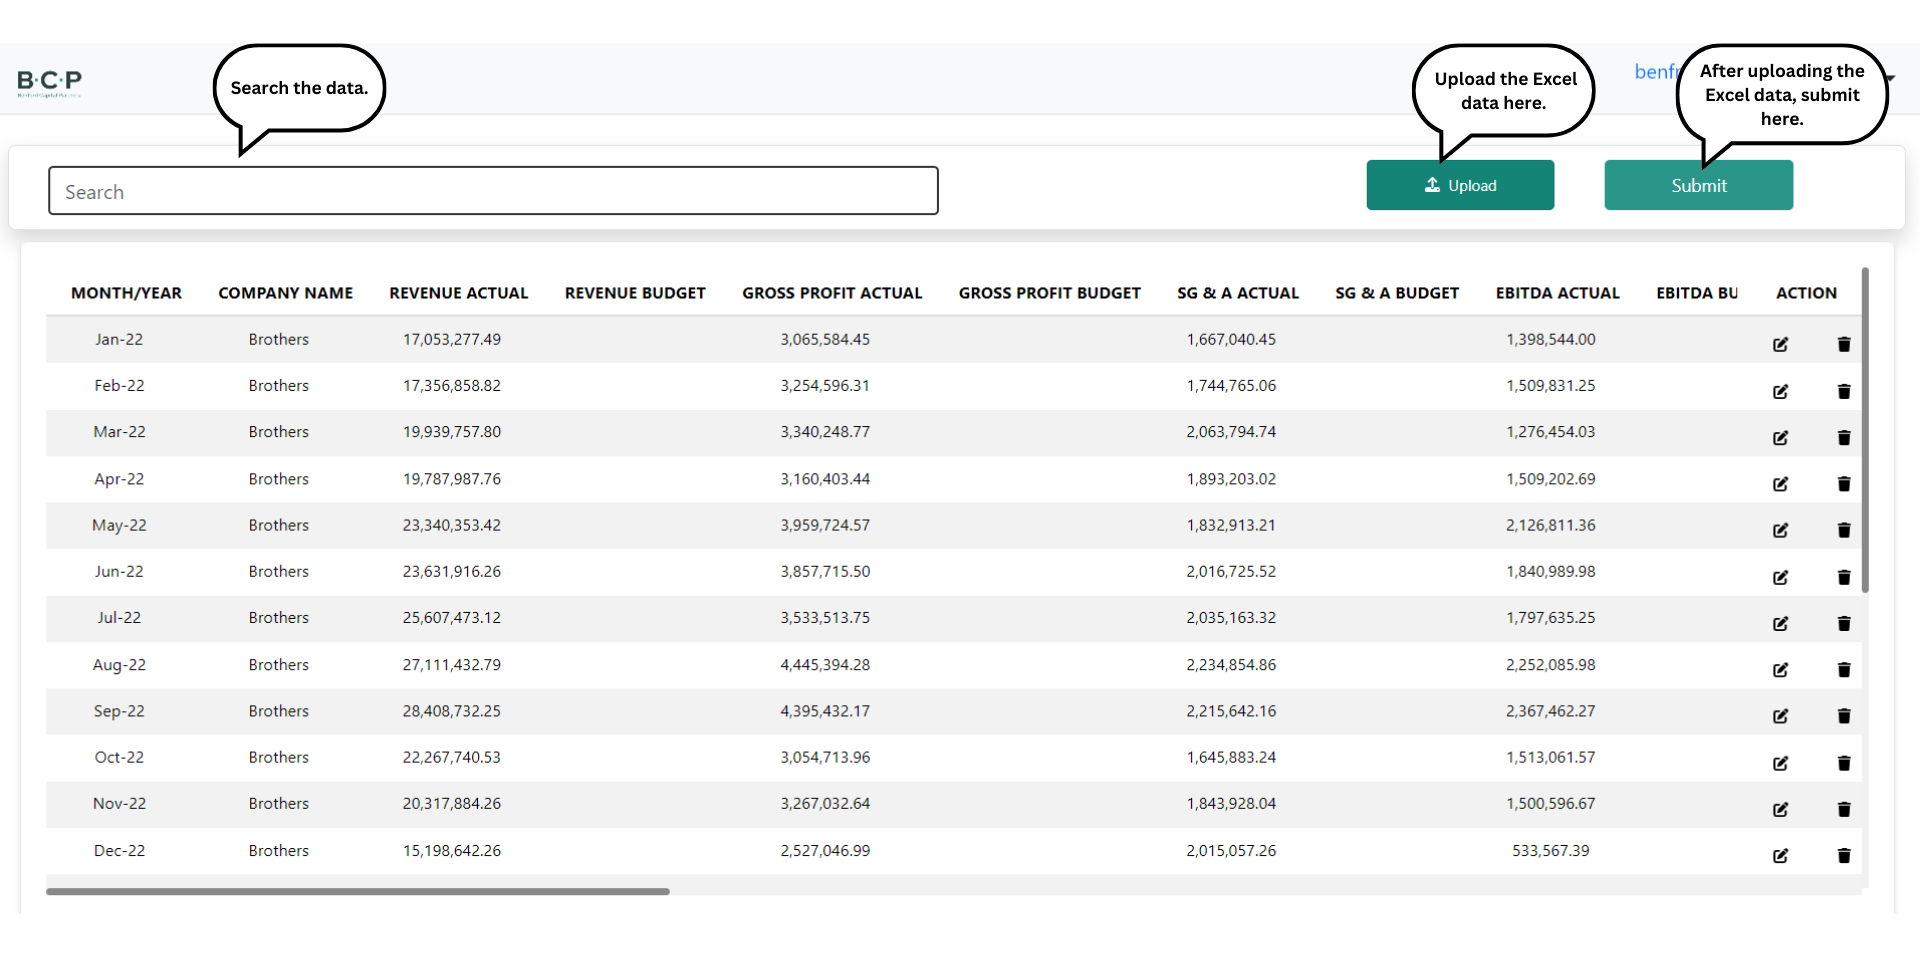 B·C·P
Search the data.
Upload the Excel
data here.
benfr
After uploading the
Excel data, submit
here.
Search
Upload
Submit
MONTH/YEAR COMPANY NAME REVENUE ACTUAL REVENUE BUDGET GROSS PROFIT ACTUAL GROSS PROFIT BUDGET SG & A ACTUAL SG & A BUDGET EBITDA ACTUAL EBITDA BU ACTION
Jan-22 Brothers 17,053,277.49 3,065,584.45 1,667,040.45 1,398,544.00
Feb-22 Brothers 17,356,858.82 3,254,596.31 1,744,765.06 1,509,831.25
Mar-22 Brothers 19,939,757.80 3,340,248.77 2,063,794.74 1,276,454.03
Apr-22 Brothers 19,787,987.76 3,160,403.44 1,893,203.02 1,509,202.69
May-22 Brothers 23,340,353.42 3,959,724.57 1,832,913.21 2,126,811.36
Jun-22 Brothers 23,631,916.26 3,857,715.50 2,016,725.52 1,840,989.98
Jul-22 Brothers 25,607,473.12 3,533,513.75 2,035,163.32 1,797,635.25
Aug-22 Brothers 27,111,432.79 4,445,394.28 2,234,854.86 2,252,085.98
Sep-22 Brothers 28,408,732.25 4,395,432.17 2,215,642.16 2,367,462.27
Oct-22 Brothers 22,267,740.53 3,054,713.96 1,645,883.24 1,513,061.57
Nov-22 Brothers 20,317,884.26 3,267,032.64 1,843,928.04 1,500,596.67
Dec-22 Brothers 15,198,642.26 2,527,046.99 2,015,057.26 533,567.39